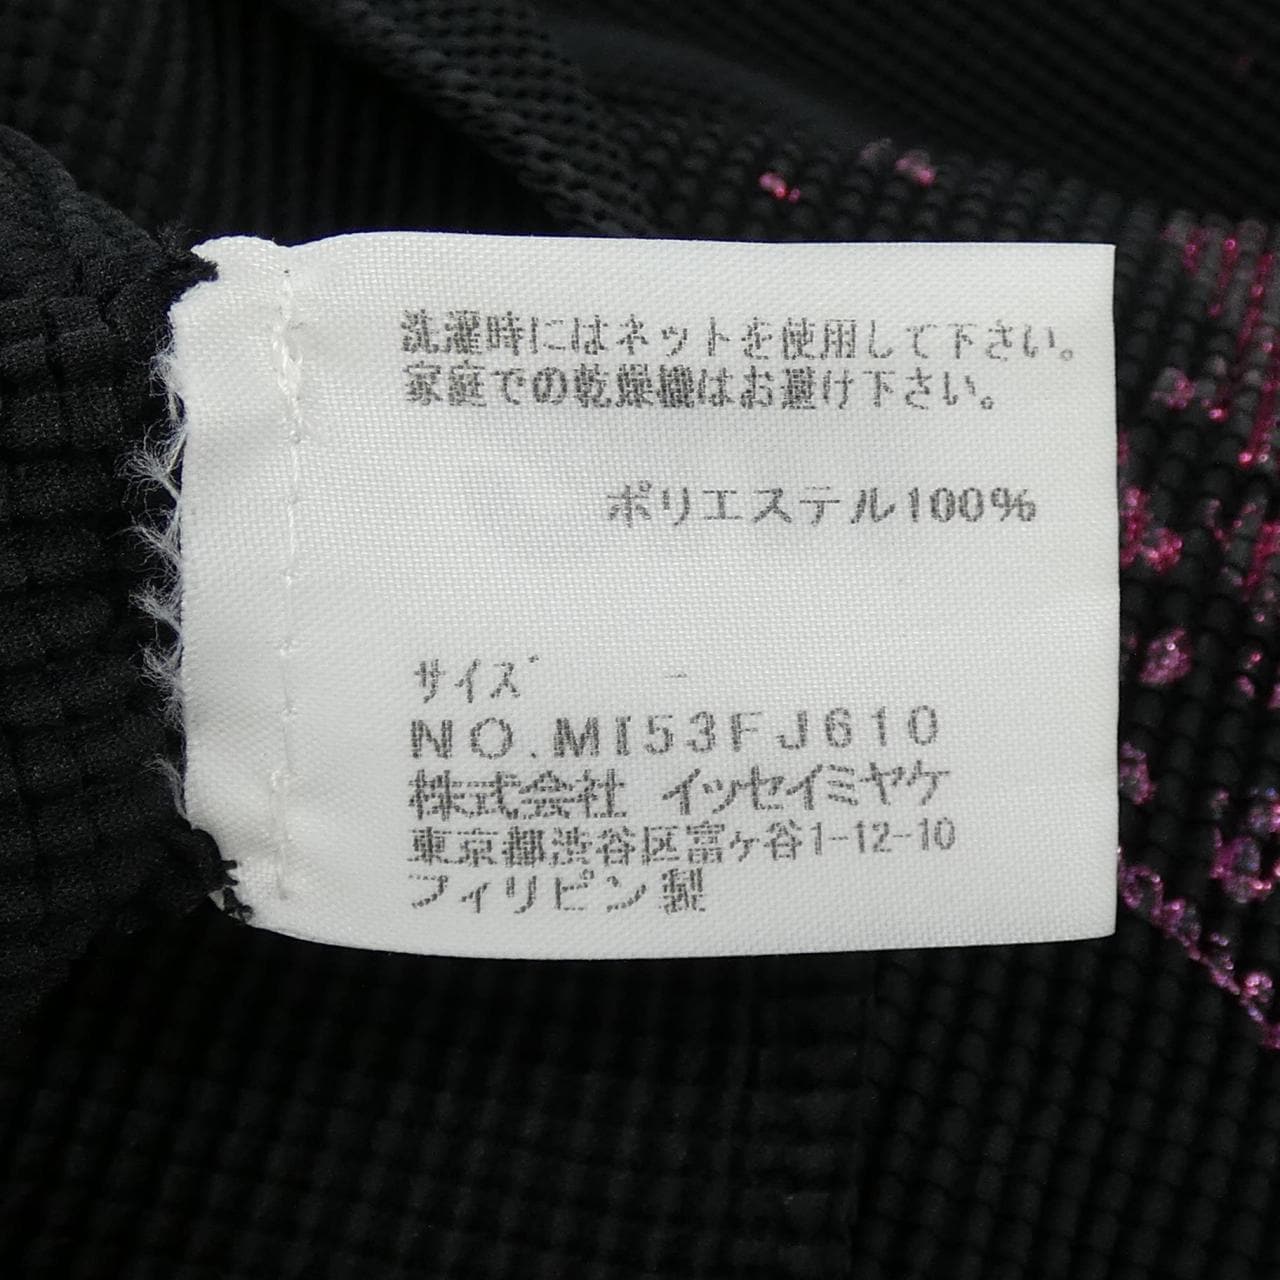 洗濯時にはネットを使用して下さい。
家庭での乾燥機はお避け下さい。
ポリエステル100%
サイズ -
NO.MI53FJ610
株式会社 イッセイミヤケ
東京都渋谷区富ヶ谷1-12-10
フィリピン製